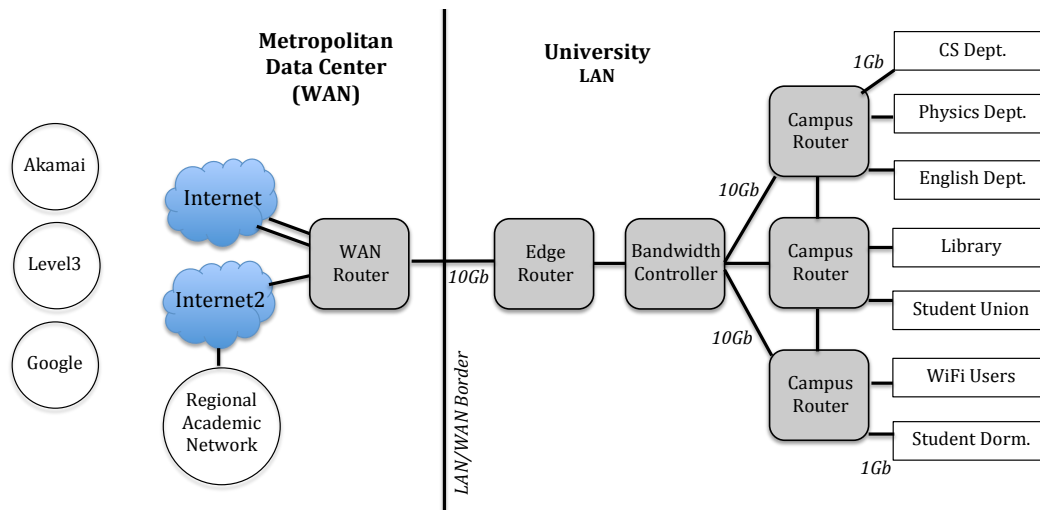 Metropolitan
Data Center
(WAN)
University
LAN
Akamai
Level3
Google
Internet
Internet2
Regional
Academic
Network
WAN
Router
10Gb
LAN/WAN Border
Edge
Router
Bandwidth
Controller
10Gb
10Gb
Campus
Router
Campus
Router
Campus
Router
1Gb
CS Dept.
Physics Dept.
English Dept.
Library
Student Union
WiFi Users
Student Dorm.
1Gb